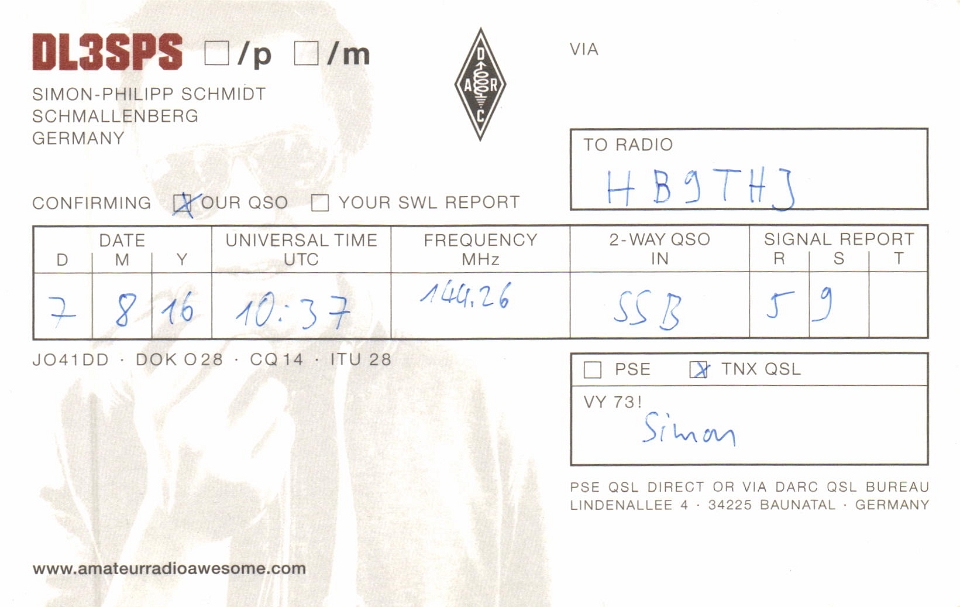 DL3SPS /p /m
SIMON-PHILIPP SCHMIDT
SCHMALLENBERG
GERMANY
DARC
VIA
TO RADIO
HB9THJ
CONFIRMING OUR QSO YOUR SWL REPORT
DATE UNIVERSAL TIME FREQUENCY 2-WAY QSO SIGNAL REPORT
D M Y UTC MHz IN R S T
7 8 16 10:37 144.26 SSB 5 9
JO41DD · DOK O28 · CQ14 · ITU 28
PSE TNX QSL
VY 73!
Simon
PSE QSL DIRECT OR VIA DARC QSL BUREAU
LINDENALLEE 4 · 34225 BAUNATAL · GERMANY
www.amateurradioawesome.com